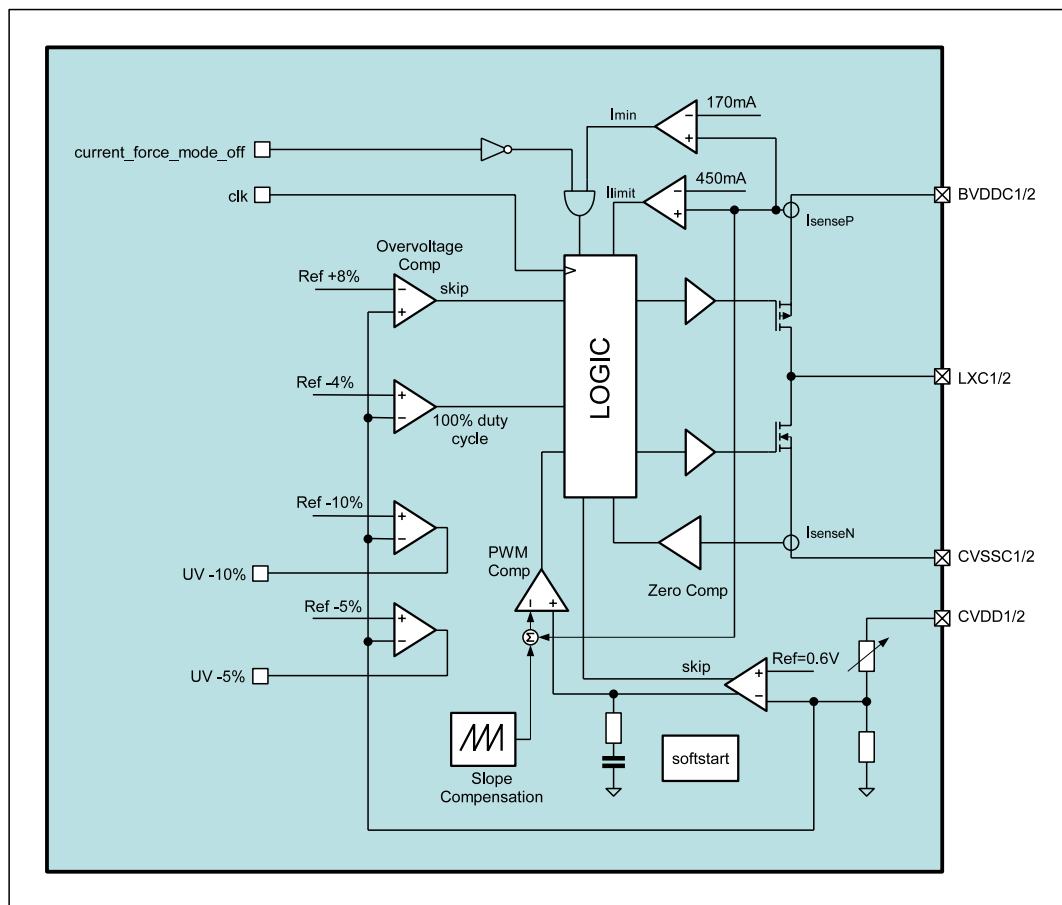 170mA
Imin
current_force_mode_off
450mA
clk
Ilimit
BVDDC1/2
IsenseP
Overvoltage
Comp
Ref +8%
skip
−
+
LOGIC
Ref -4%
LXC1/2
100% duty
cycle
Ref -10%
IsenseN
PWM
Comp
UV -10%
CVSSC1/2
Zero Comp
Ref -5%
CVDD1/2
Σ
Ref=0.6V
skip
UV -5%
softstart
Slope
Compensation